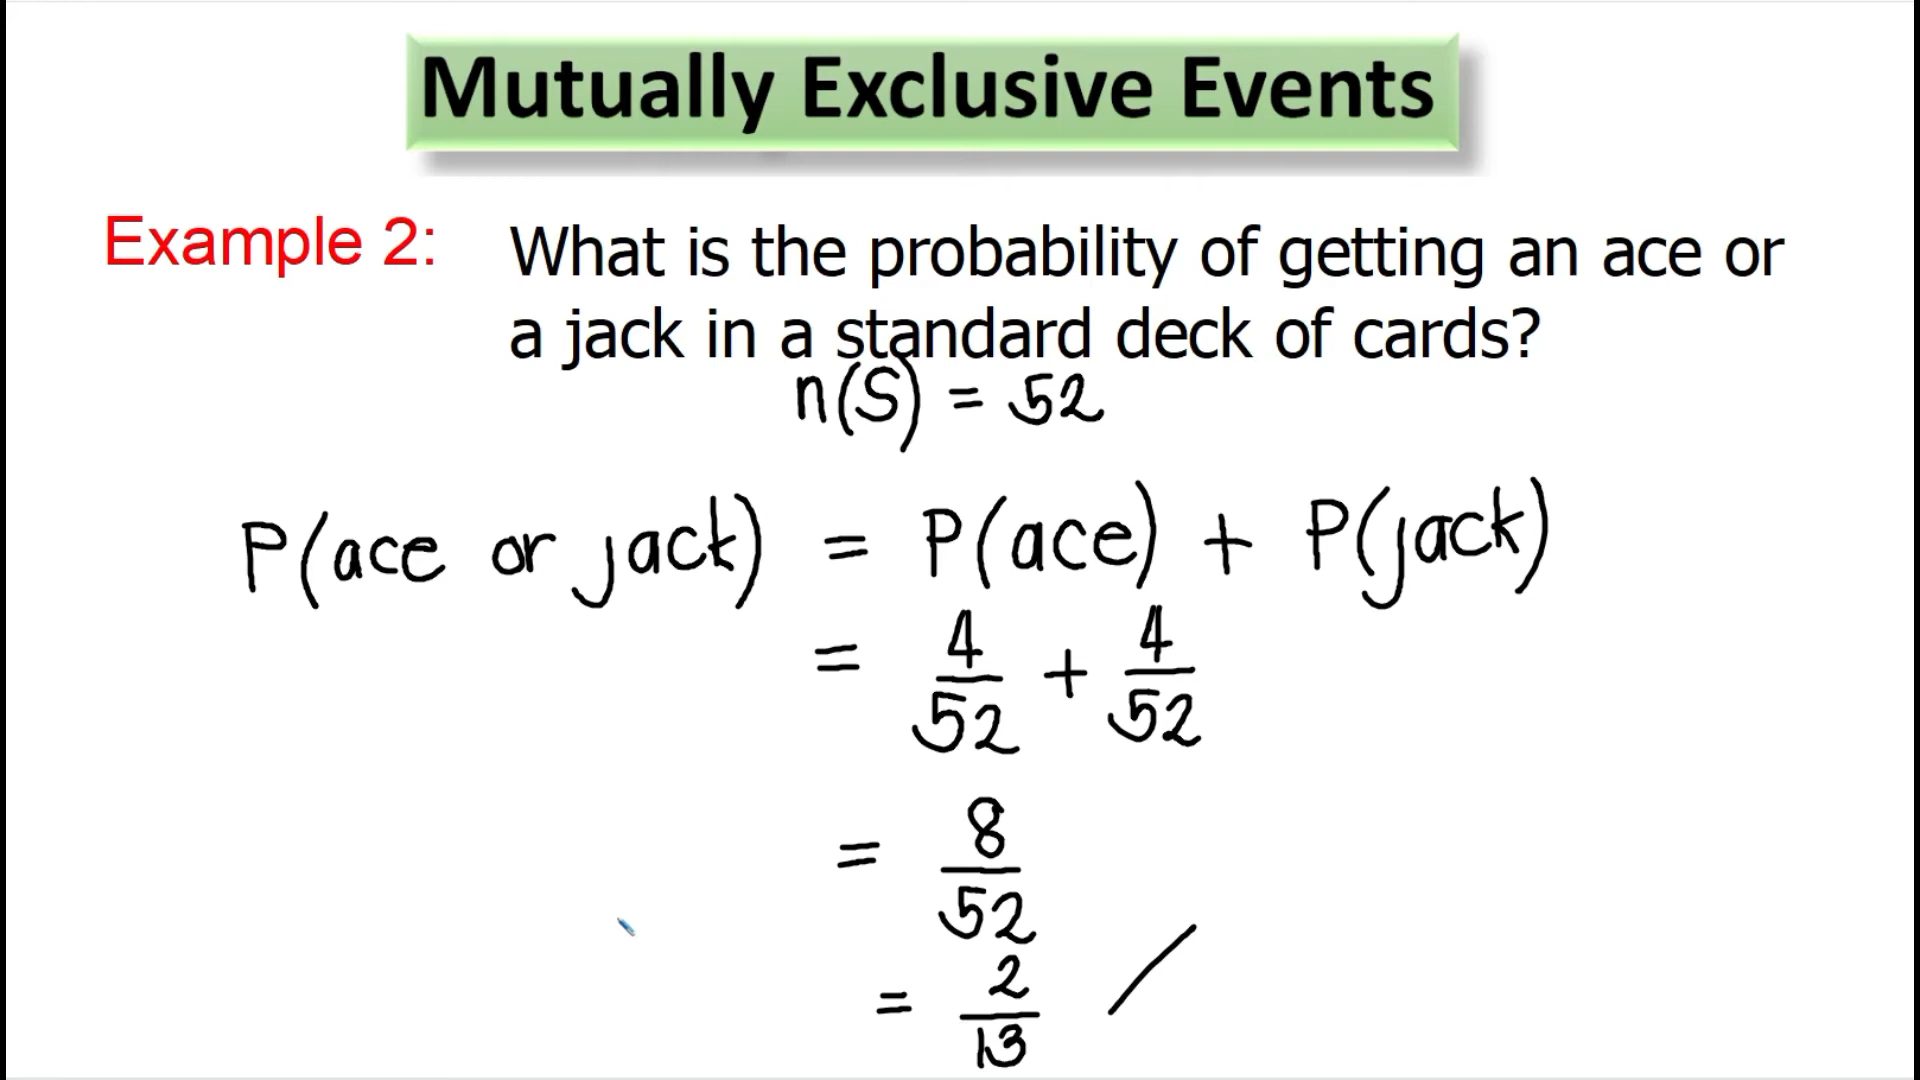 Mutually Exclusive Events
Example 2: What is the probability of getting an ace or
a jack in a standard deck of cards?
n(S) = 52
P(ace or jack) = P(ace) + P(jack)
= 4/52 + 4/52
= 8/52
= 2/13